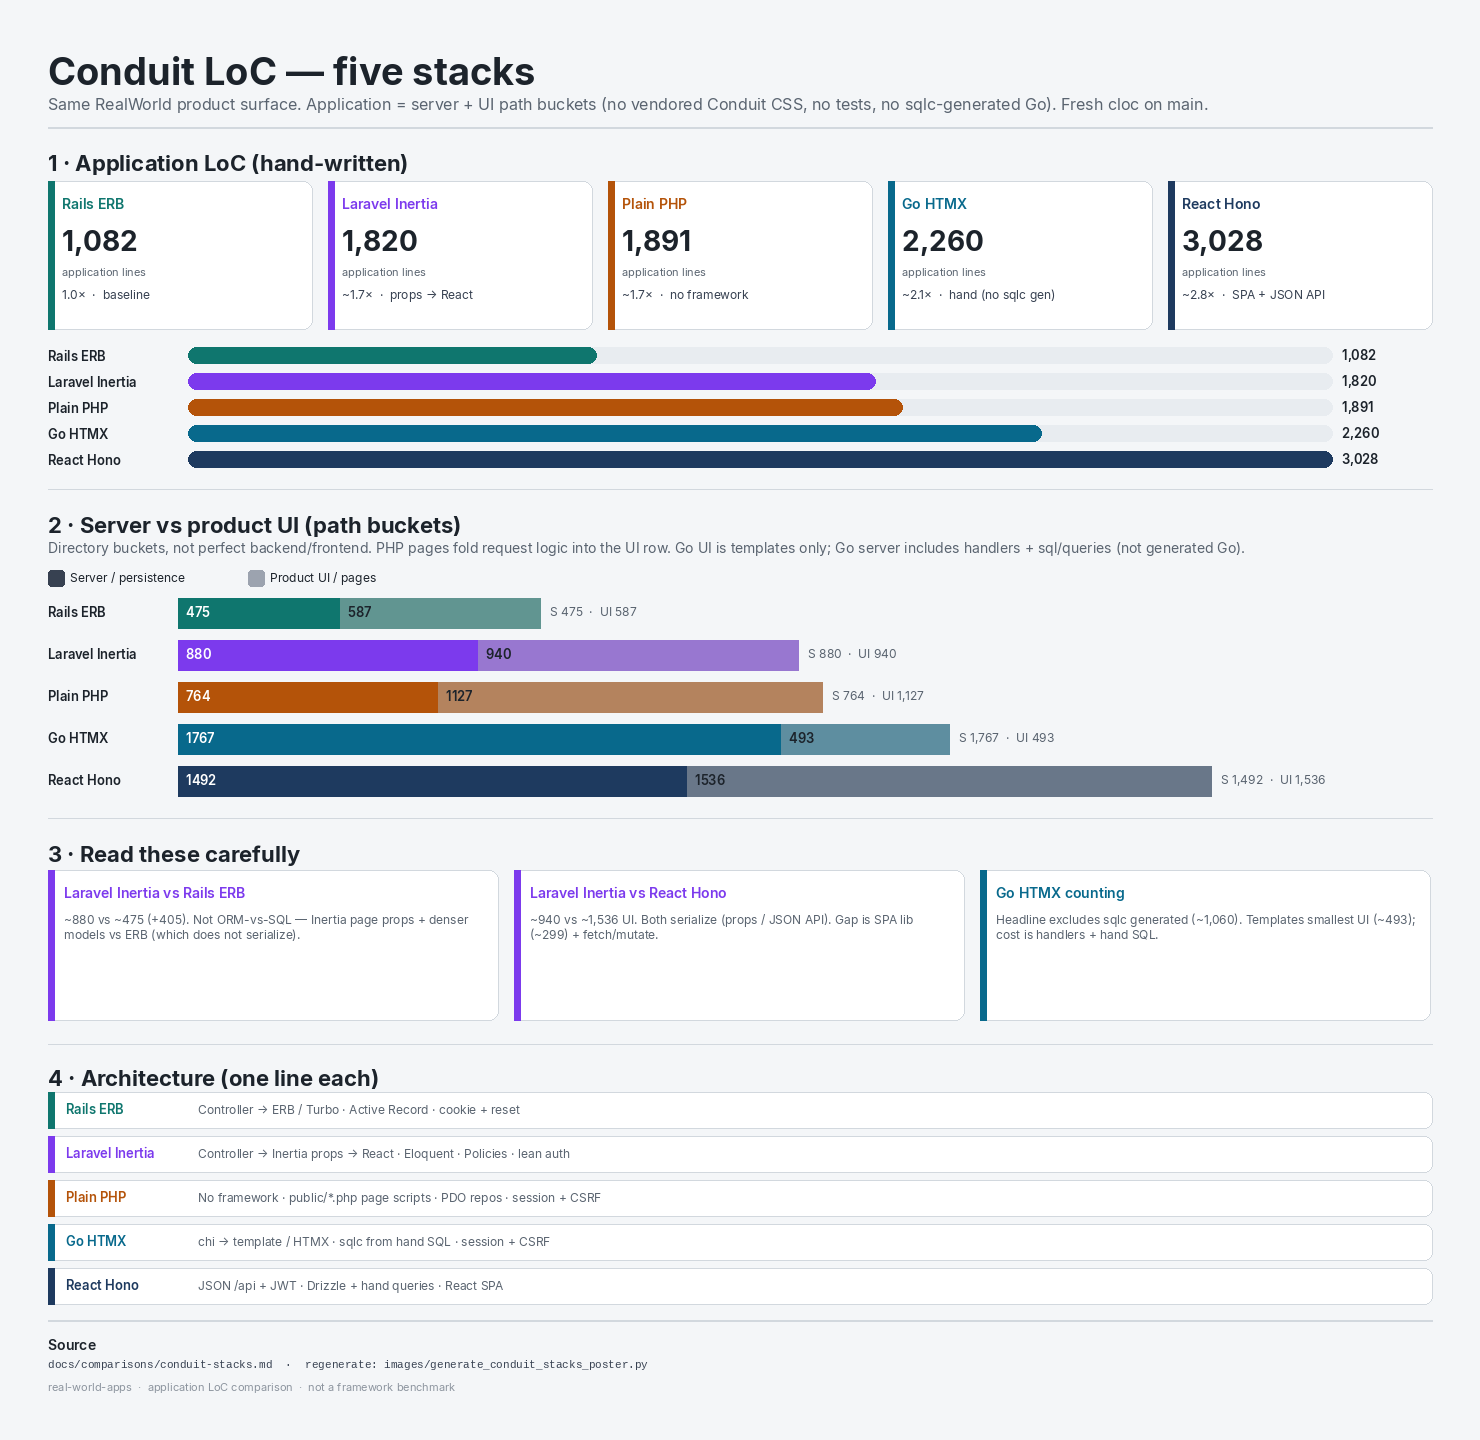 Conduit LoC — five stacks
Same RealWorld product surface. Application = server + UI path buckets (no vendored Conduit CSS, no tests, no sqlc-generated Go). Fresh cloc on main.
1 · Application LoC (hand-written)
Rails ERB
1,082
application lines
1.0× · baseline
Laravel Inertia
1,820
application lines
~1.7× · props → React
Plain PHP
1,891
application lines
~1.7× · no framework
Go HTMX
2,260
application lines
~2.1× · hand (no sqlc gen)
React Hono
3,028
application lines
~2.8× · SPA + JSON API
Rails ERB 1,082
Laravel Inertia 1,820
Plain PHP 1,891
Go HTMX 2,260
React Hono 3,028
2 · Server vs product UI (path buckets)
Directory buckets, not perfect backend/frontend. PHP pages fold request logic into the UI row. Go UI is templates only; Go server includes handlers + sql/queries (not generated Go).
Server / persistence Product UI / pages
Rails ERB 475 587 S 475 · UI 587
Laravel Inertia 880 940 S 880 · UI 940
Plain PHP 764 1127 S 764 · UI 1,127
Go HTMX 1767 493 S 1,767 · UI 493
React Hono 1492 1536 S 1,492 · UI 1,536
3 · Read these carefully
Laravel Inertia vs Rails ERB
~880 vs ~475 (+405). Not ORM-vs-SQL — Inertia page props + denser
models vs ERB (which does not serialize).
Laravel Inertia vs React Hono
~940 vs ~1,536 UI. Both serialize (props / JSON API). Gap is SPA lib
(~299) + fetch/mutate.
Go HTMX counting
Headline excludes sqlc generated (~1,060). Templates smallest UI (~493);
cost is handlers + hand SQL.
4 · Architecture (one line each)
Rails ERB Controller → ERB / Turbo · Active Record · cookie + reset
Laravel Inertia Controller → Inertia props → React · Eloquent · Policies · lean auth
Plain PHP No framework · public/*.php page scripts · PDO repos · session + CSRF
Go HTMX chi → template / HTMX · sqlc from hand SQL · session + CSRF
React Hono JSON /api + JWT · Drizzle + hand queries · React SPA
Source
docs/comparisons/conduit-stacks.md · regenerate: images/generate_conduit_stacks_poster.py
real-world-apps · application LoC comparison · not a framework benchmark